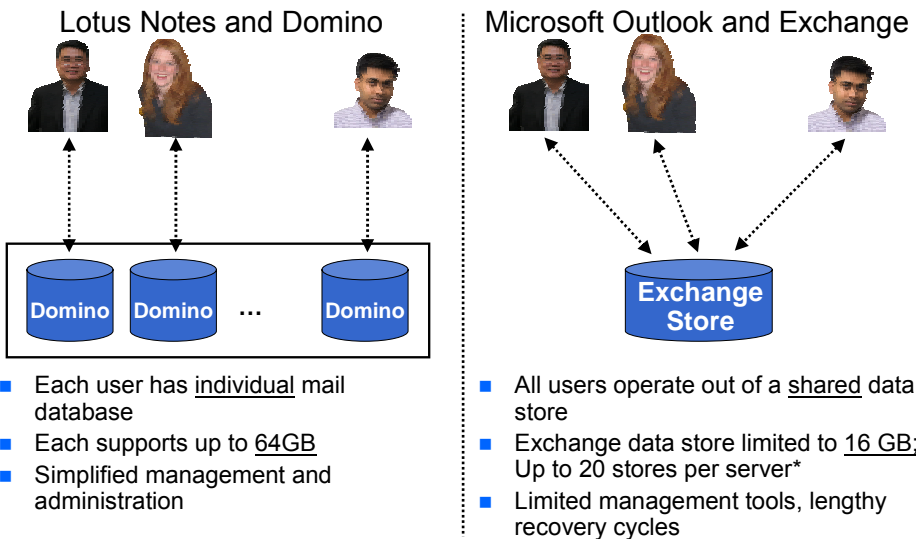 Lotus Notes and Domino
Domino
Domino
...
Domino
Each user has individual mail
database
Each supports up to 64GB
Simplified management and
administration
Microsoft Outlook and Exchange
Exchange
Store
All users operate out of a shared data
store
Exchange data store limited to 16 GB;
Up to 20 stores per server*
Limited management tools, lengthy
recovery cycles